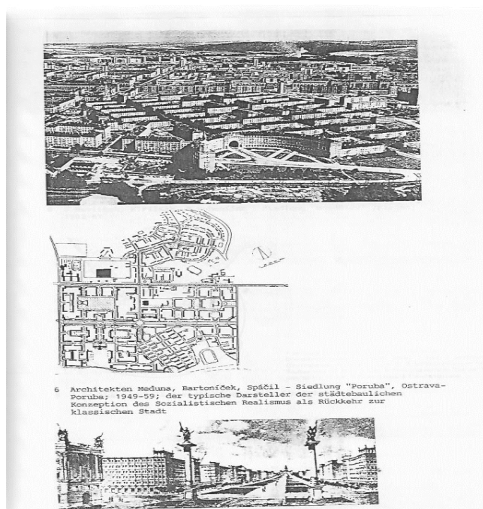 6 Architekten Meduna, Bartoníček, Spáčil - Siedlung "Poruba", Ostrava-
Poruba; 1949-59; der typische Darsteller der städtebaulichen
Konzeption des Sozialistischen Realismus als Rückkehr zur
klassischen Stadt